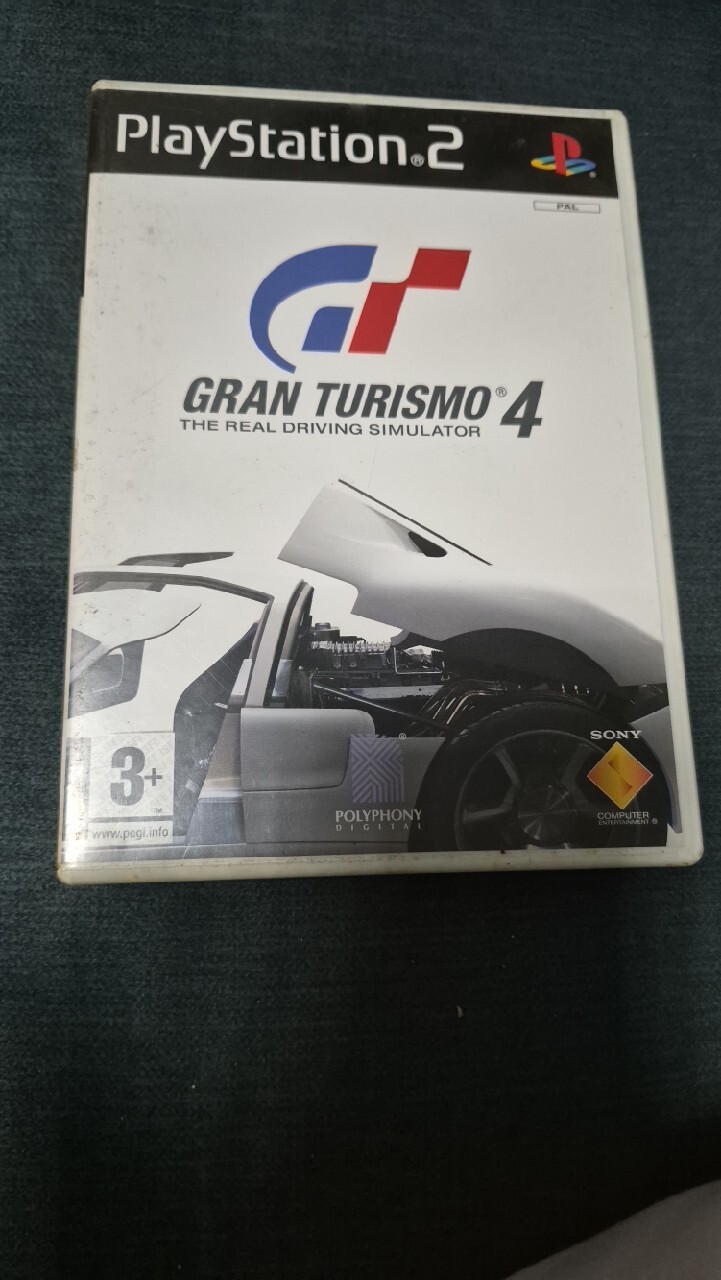 PlayStation®2
PAL
GRAN TURISMO®4
THE REAL DRIVING SIMULATOR
3+
www.pegi.info
®
POLYPHONY
DIGITAL
SONY
COMPUTER
ENTERTAINMENT®